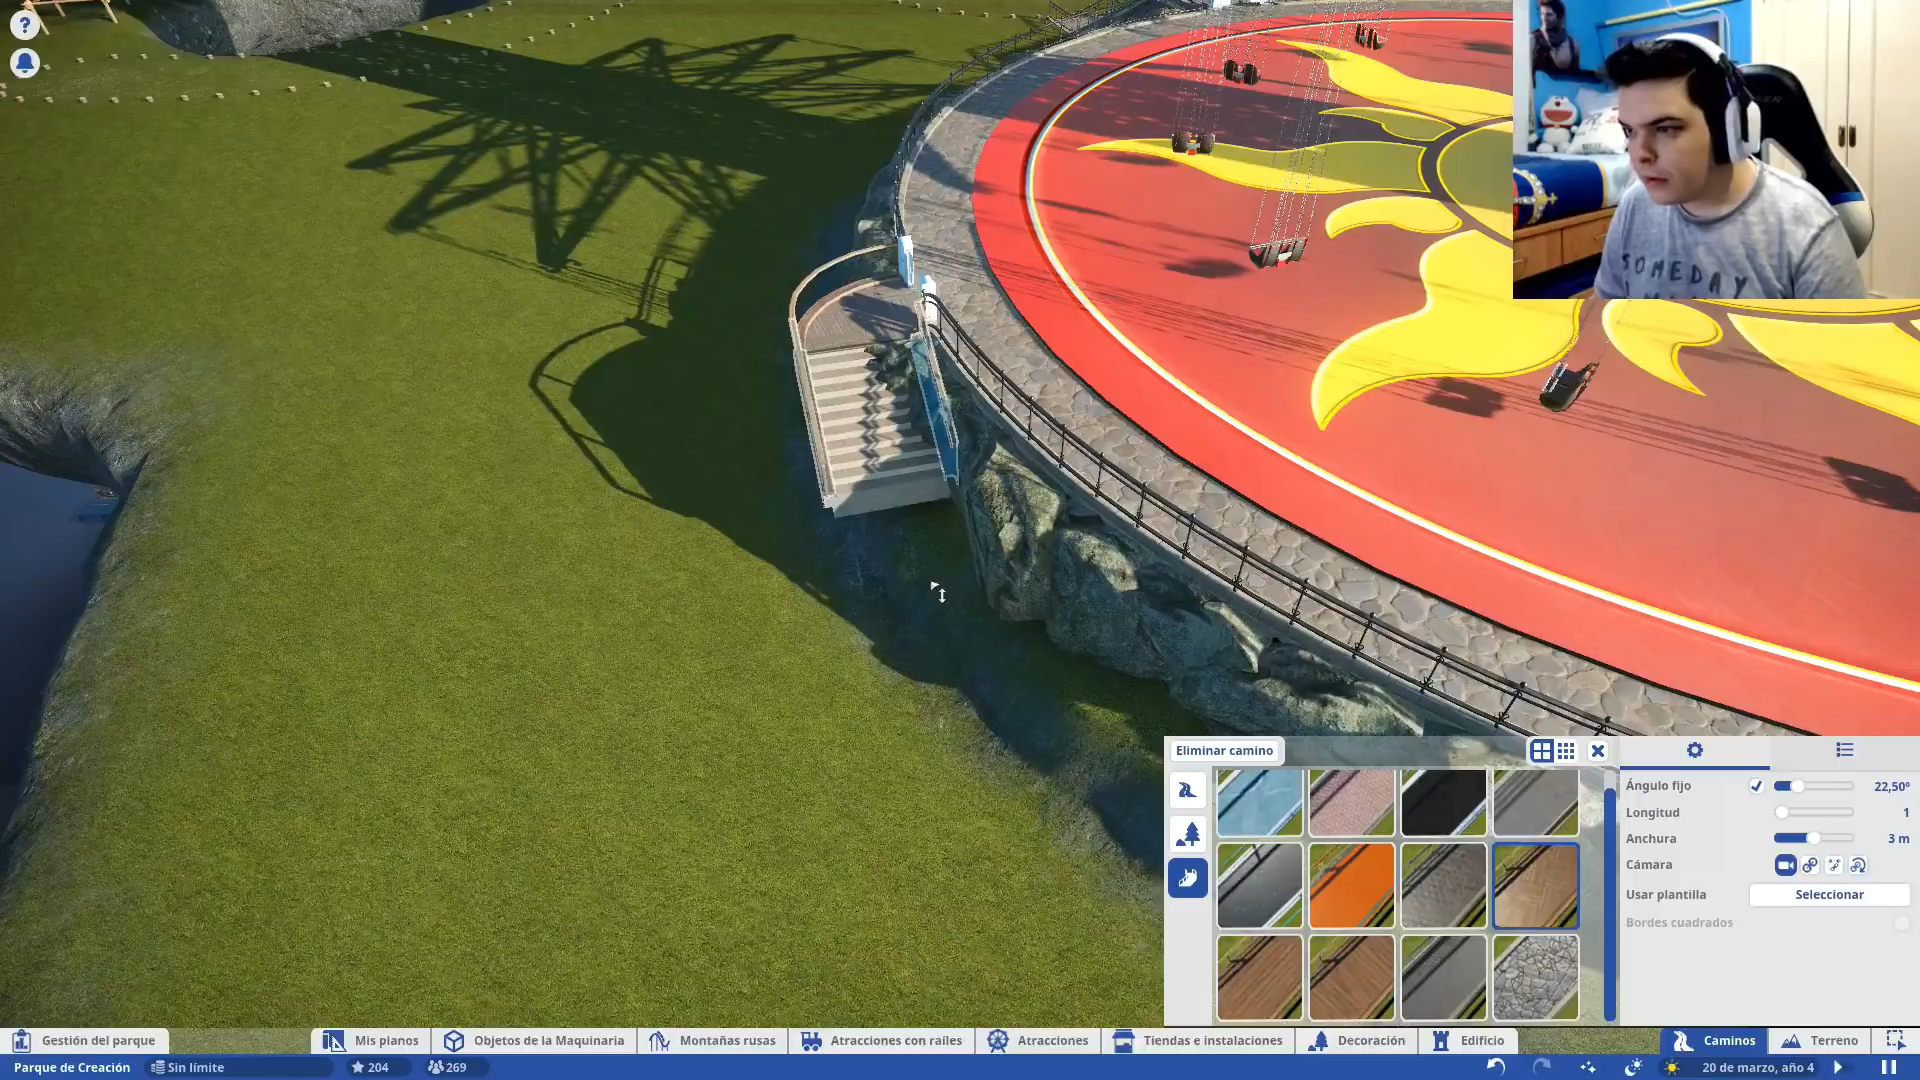 ?
SOMEDAY
Eliminar camino
Ángulo fijo
22,50º
Longitud
1
Anchura
3 m
Cámara
Usar plantilla
Seleccionar
Bordes cuadrados
Gestión del parque
Mis planos
Objetos de la Maquinaria
Montañas rusas
Atracciones con raíles
Atracciones
Tiendas e instalaciones
Decoración
Edificio
Caminos
Terreno
Parque de Creación
Sin límite
204
269
20 de marzo, año 4